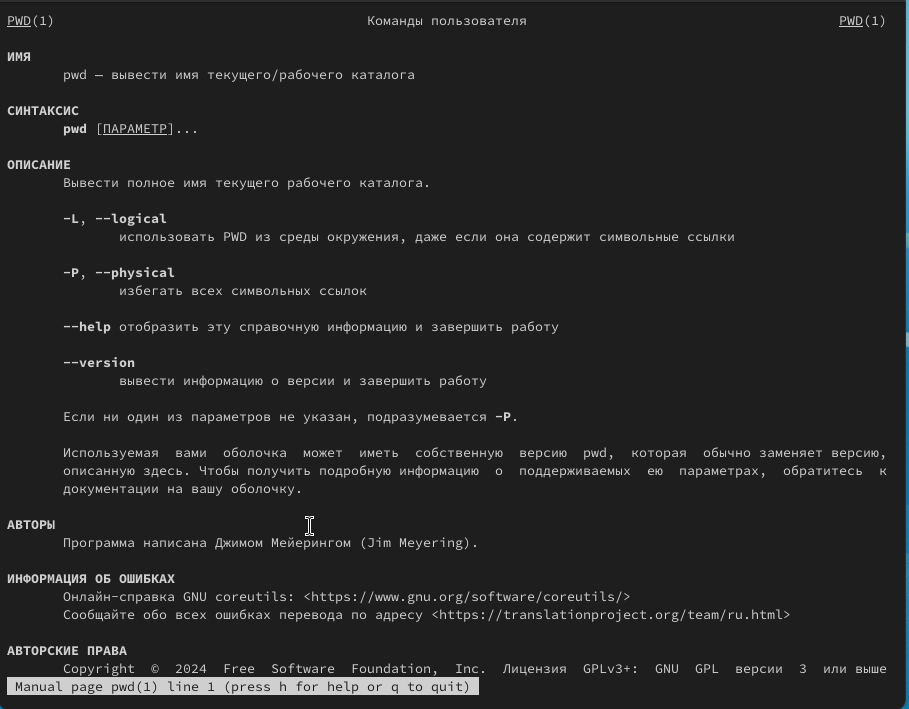 PWD(1) Команды пользователя PWD(1)
ИМЯ
pwd — вывести имя текущего/рабочего каталога
СИНТАКСИС
pwd [ПАРАМЕТР]...
ОПИСАНИЕ
Вывести полное имя текущего рабочего каталога.
-L, --logical
использовать PWD из среды окружения, даже если она содержит символьные ссылки
-P, --physical
избегать всех символьных ссылок
--help отобразить эту справочную информацию и завершить работу
--version
вывести информацию о версии и завершить работу
Если ни один из параметров не указан, подразумевается -P.
Используемая вами оболочка может иметь собственную версию pwd, которая обычно заменяет версию,
описанную здесь. Чтобы получить подробную информацию о поддерживаемых ею параметрах, обратитесь к
документации на вашу оболочку.
АВТОРЫ
Программа написана Джимом Мейерингом (Jim Meyering).
ИНФОРМАЦИЯ ОБ ОШИБКАХ
Онлайн-справка GNU coreutils: <https://www.gnu.org/software/coreutils/>
Сообщайте обо всех ошибках перевода по адресу <https://translationproject.org/team/ru.html>
АВТОРСКИЕ ПРАВА
Copyright © 2024 Free Software Foundation, Inc. Лицензия GPLv3+: GNU GPL версии 3 или выше
Manual page pwd(1) line 1 (press h for help or q to quit)